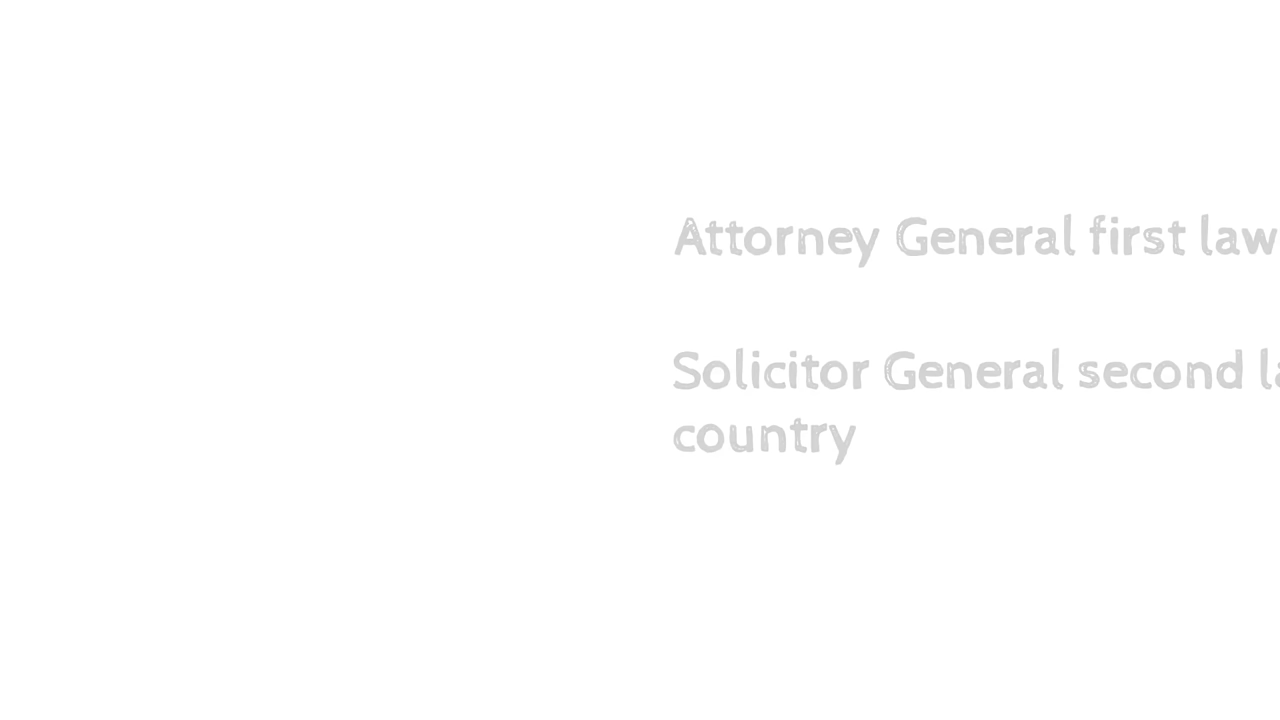 Attorney General first law
Solicitor General second
country